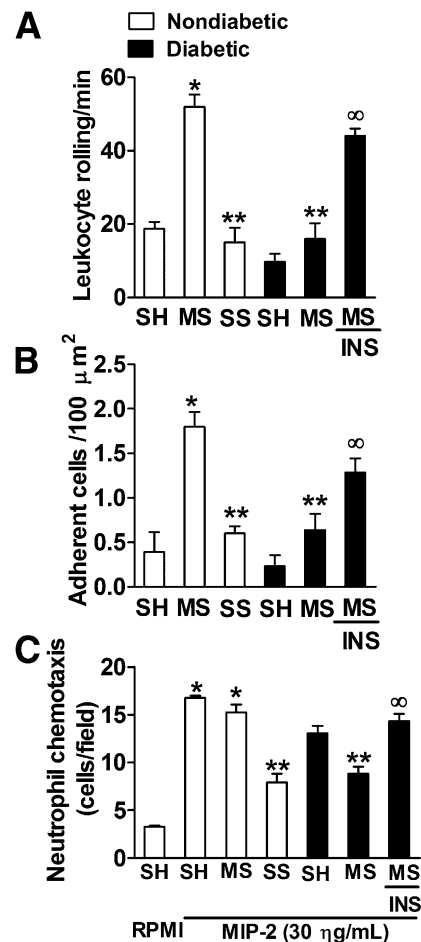 A
Nondiabetic
Diabetic
Leukocyte rolling/min
60
40
20
0
* ** ** ∞
SH MS SS SH MS MS
INS
B
Adherent cells /100 μm²
2.5
2.0
1.5
1.0
0.5
0.0
* ** ** ∞
SH MS SS SH MS MS
INS
C
Neutrophil chemotaxis
(cells/field)
20
15
10
5
0
* * ** ** ∞
SH SH MS SS SH MS MS
INS
RPMI MIP-2 (30 ηg/mL)